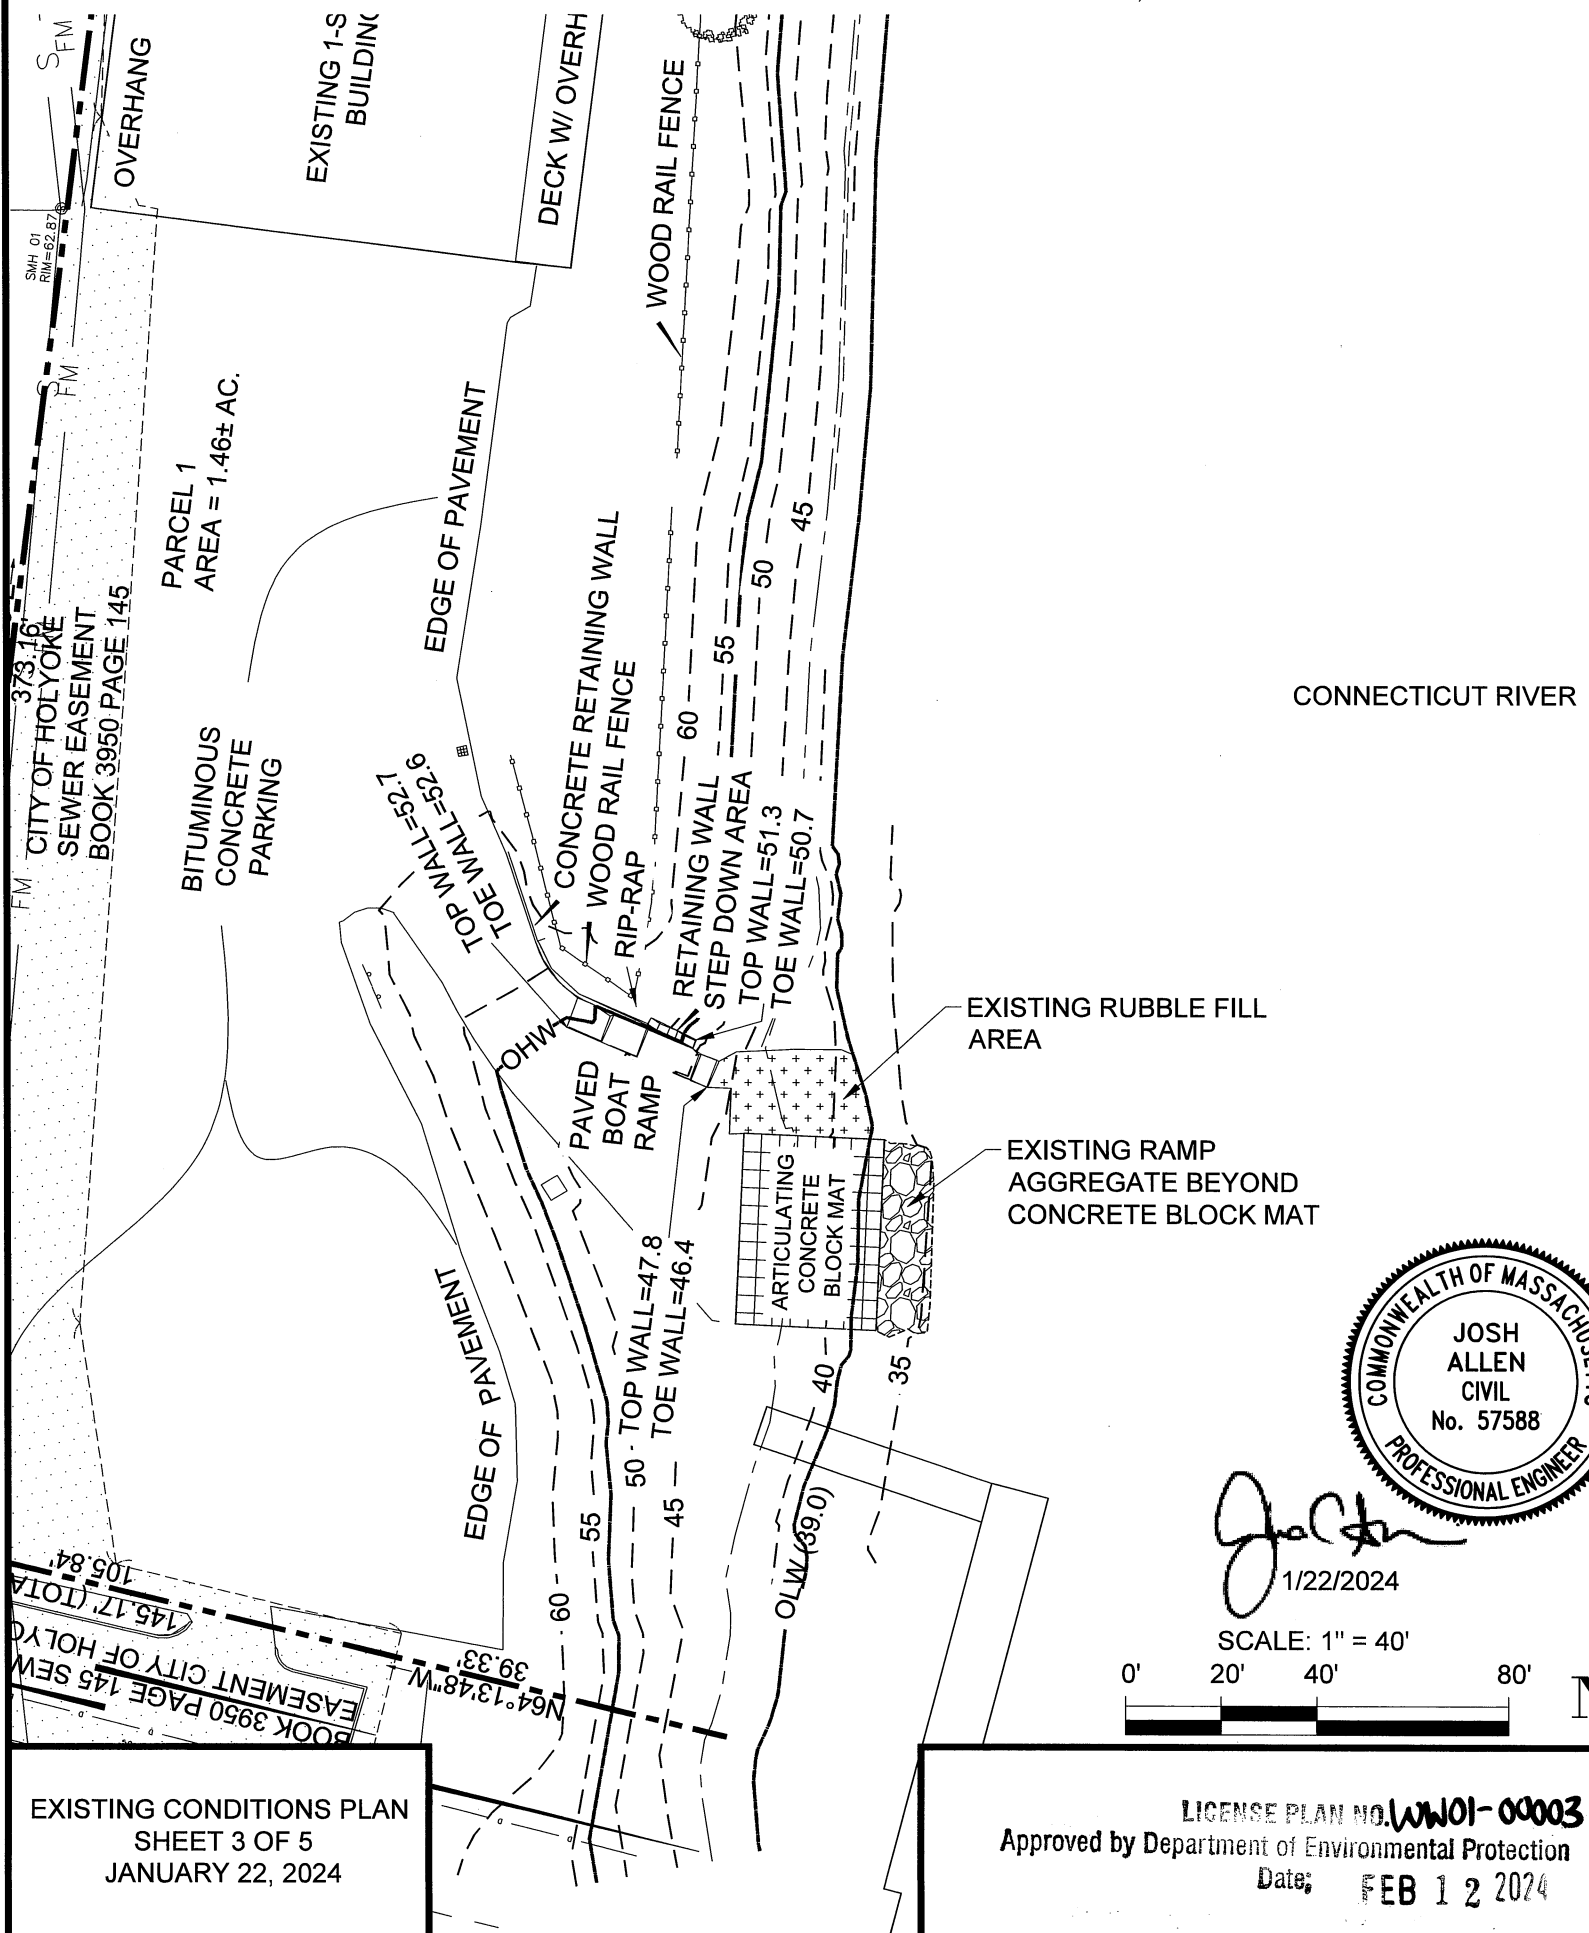 S
FM
OVERHANG
EXISTING 1-S
BUILDING
DECK W/ OVERH
WOOD RAIL FENCE
SMH 01
RIM=62.87
S
FM
PARCEL 1
AREA = 1.46± AC.
EDGE OF PAVEMENT
373.16'
CITY OF HOLYOKE
SEWER EASEMENT
BOOK 3950 PAGE 145
FM
BITUMINOUS
CONCRETE
PARKING
TOP WALL=52.7
TOE WALL=52.6
CONCRETE RETAINING WALL
WOOD RAIL FENCE
RIP-RAP
60
55
50
45
RETAINING WALL
STEP DOWN AREA
TOP WALL=51.3
TOE WALL=50.7
CONNECTICUT RIVER
OHW
PAVED
BOAT
RAMP
EXISTING RUBBLE FILL
AREA
EXISTING RAMP
AGGREGATE BEYOND
CONCRETE BLOCK MAT
ARTICULATING
CONCRETE
BLOCK MAT
TOP WALL=47.8
TOE WALL=46.4
EDGE OF PAVEMENT
60
55
50
45
40
35
OLW (39.0)
COMMONWEALTH OF MASSACHUSETTS
JOSH
ALLEN
CIVIL
No. 57588
PROFESSIONAL ENGINEER
1/22/2024
SCALE: 1" = 40'
0' 20' 40' 80'
N
105.84'
145.17' (TOTA
39.33'
N64°13'48"W
EASEMENT CITY OF HOLYO
BOOK 3950 PAGE 145 SEW
EXISTING CONDITIONS PLAN
SHEET 3 OF 5
JANUARY 22, 2024
LICENSE PLAN NO. WW01-00003
Approved by Department of Environmental Protection
Date: FEB 12 2024